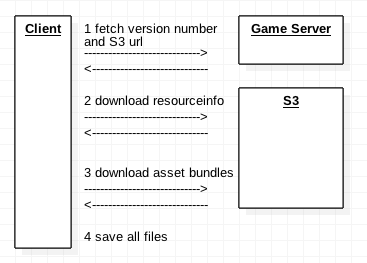 Client
1 fetch version number
and S3 url
Game Server
2 download resourceinfo
S3
3 download asset bundles
4 save all files